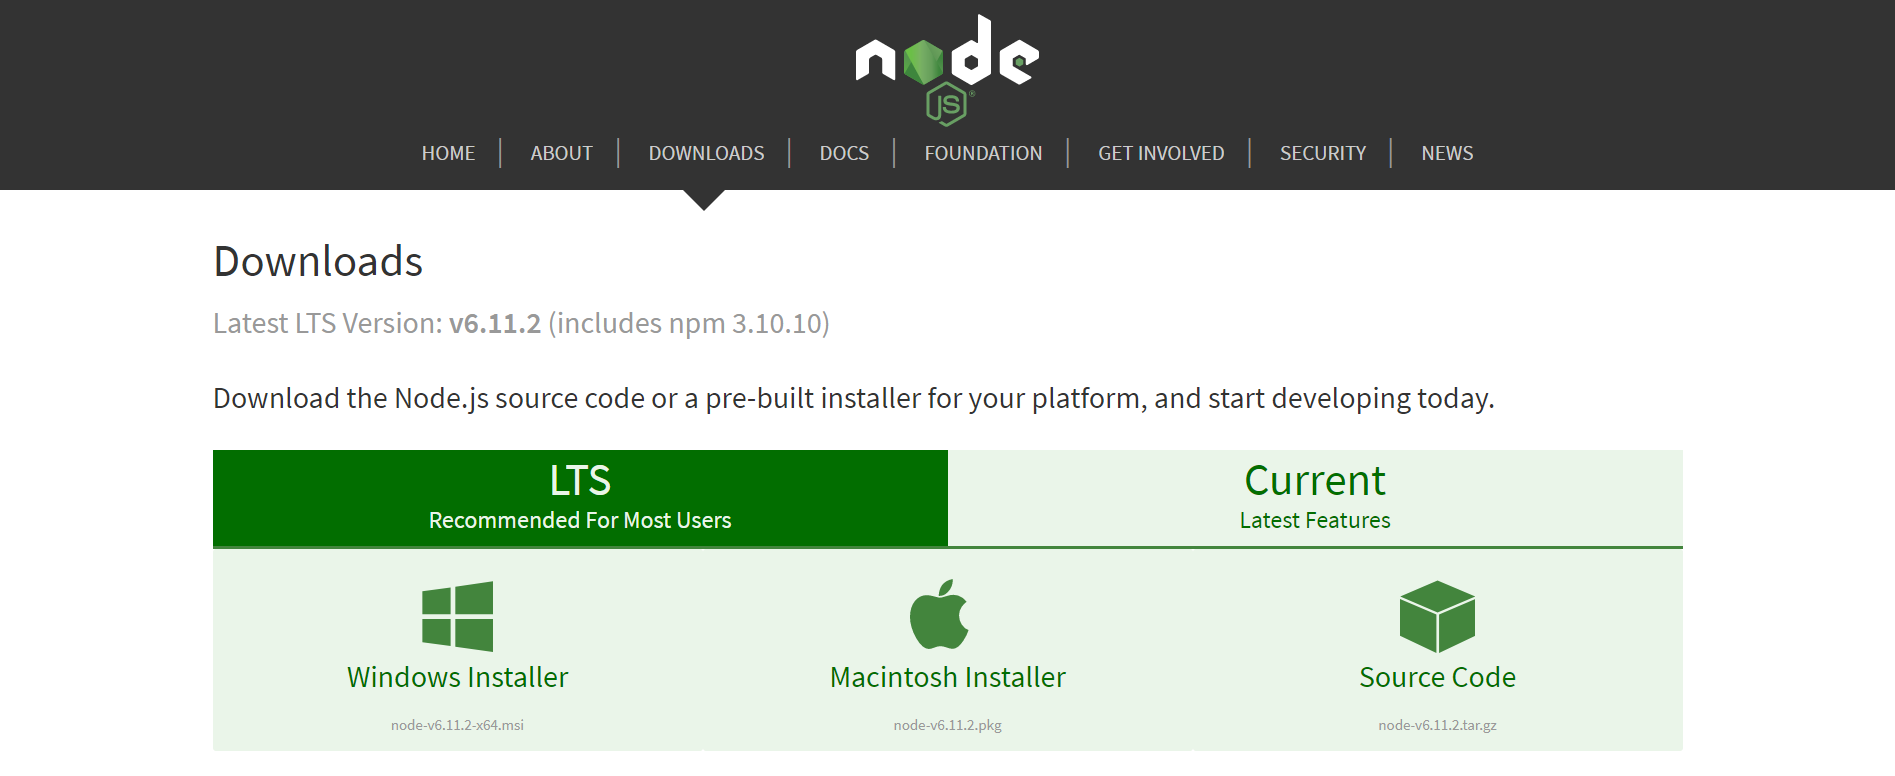 node
JS®
HOME | ABOUT | DOWNLOADS | DOCS | FOUNDATION | GET INVOLVED | SECURITY | NEWS
Downloads
Latest LTS Version: v6.11.2 (includes npm 3.10.10)
Download the Node.js source code or a pre-built installer for your platform, and start developing today.
LTS
Recommended For Most Users
Current
Latest Features
Windows Installer
node-v6.11.2-x64.msi
Macintosh Installer
node-v6.11.2.pkg
Source Code
node-v6.11.2.tar.gz